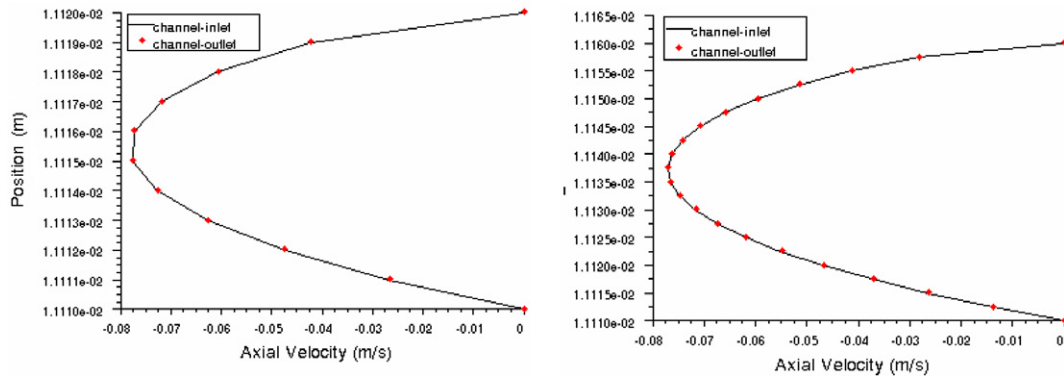 channel-inlet
channel-outlet
Position (m)
1.1120e-02
1.1119e-02
1.1118e-02
1.1117e-02
1.1116e-02
1.1115e-02
1.1114e-02
1.1113e-02
1.1112e-02
1.1111e-02
1.1110e-02
-0.08 -0.07 -0.06 -0.05 -0.04 -0.03 -0.02 -0.01 0
Axial Velocity (m/s)
channel-inlet
channel-outlet
1.1165e-02
1.1160e-02
1.1155e-02
1.1150e-02
1.1145e-02
1.1140e-02
1.1135e-02
1.1130e-02
1.1125e-02
1.1120e-02
1.1115e-02
1.1110e-02
-0.08 -0.07 -0.06 -0.05 -0.04 -0.03 -0.02 -0.01 0
Axial Velocity (m/s)